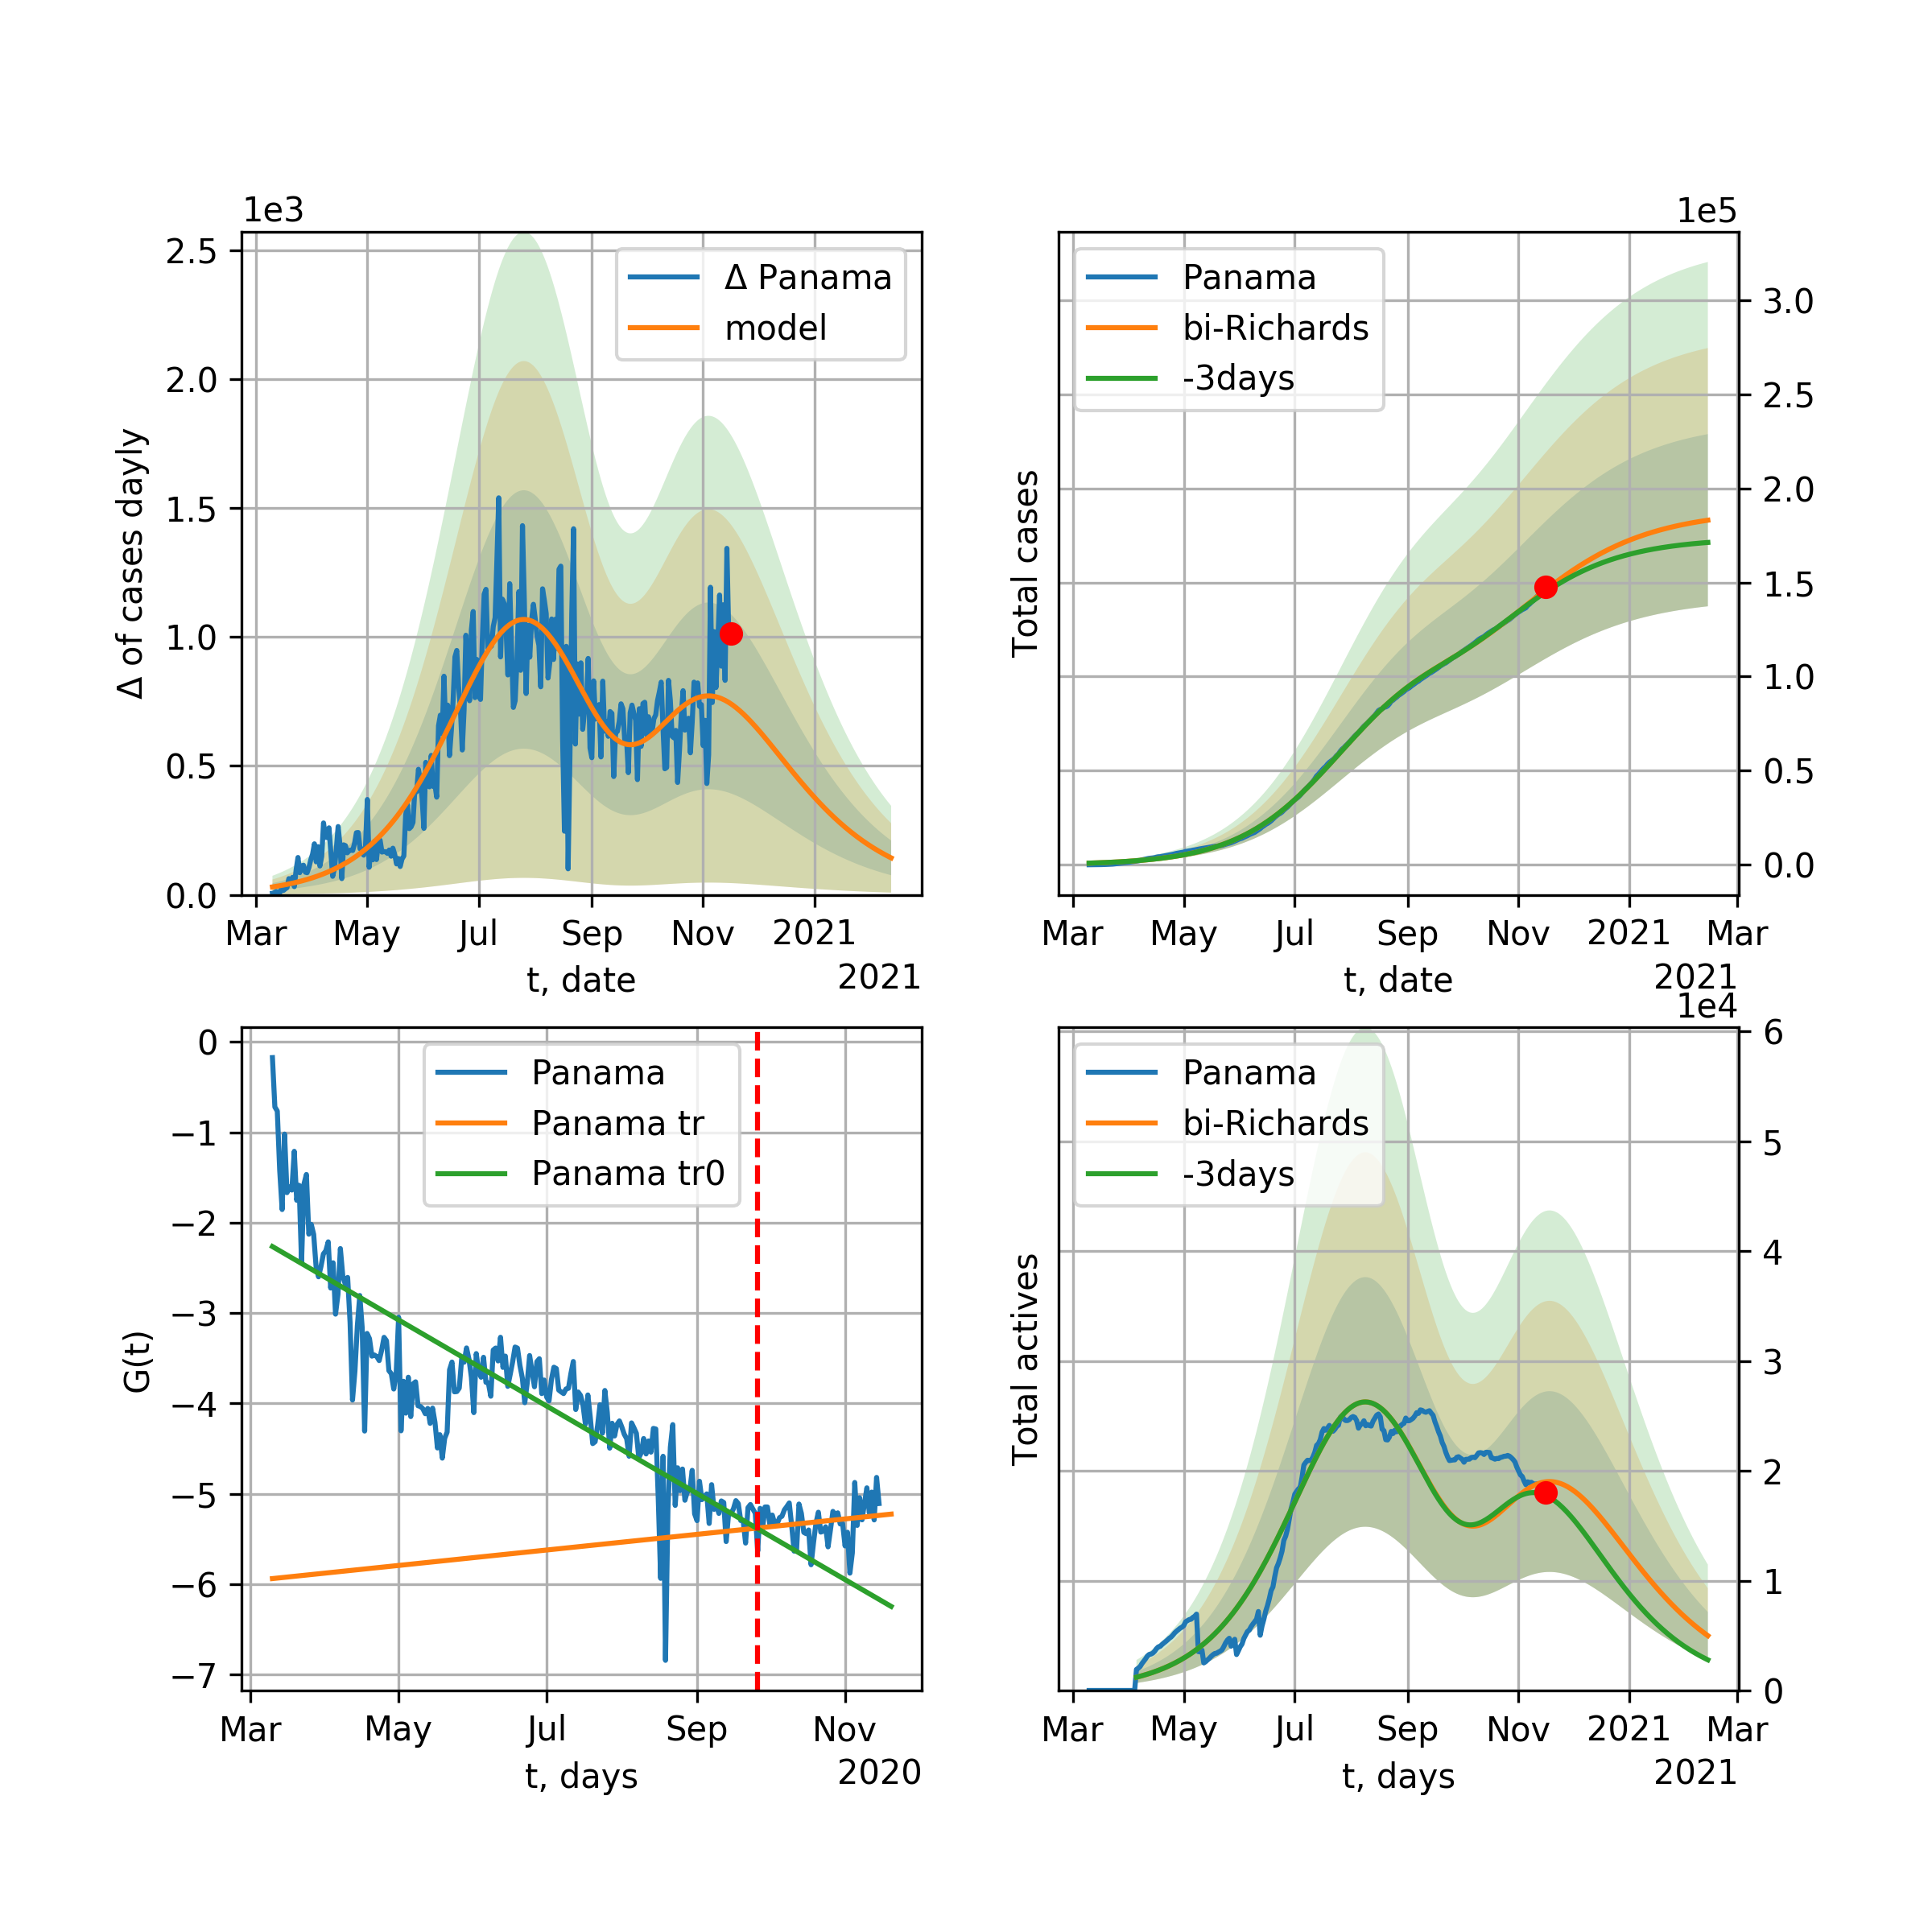 1e3
2.5
2.0
1.5
1.0
0.5
0.0
Δ of cases dayly
Δ Panama
model
Mar May Jul Sep Nov 2021
t, date
2021
1e5
Panama
bi-Richards
-3days
Total cases
3.0
2.5
2.0
1.5
1.0
0.5
0.0
Mar May Jul Sep Nov 2021 Mar
t, date
2021
0
−1
−2
−3
−4
−5
−6
−7
G(t)
Panama
Panama tr
Panama tr0
Mar May Jul Sep Nov
t, days
2020
1e4
Panama
bi-Richards
-3days
Total actives
6
5
4
3
2
1
0
Mar May Jul Sep Nov 2021 Mar
t, days
2021